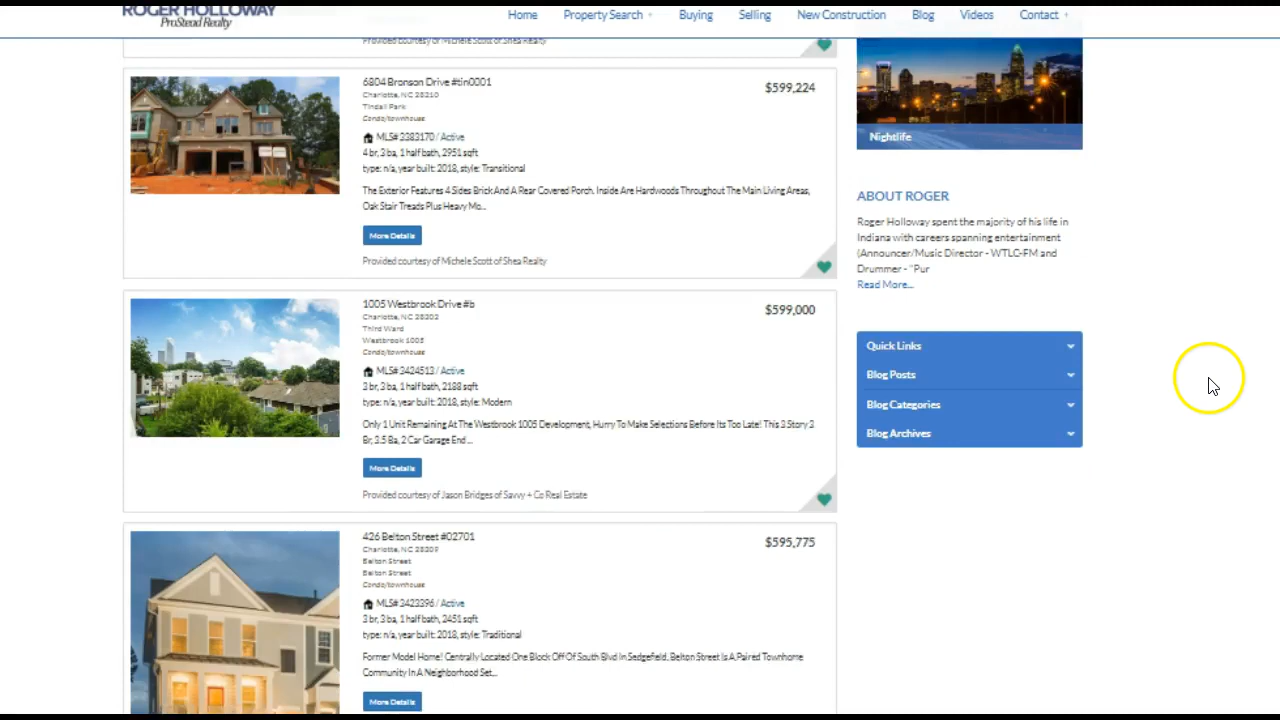 ROGER HOLLOWAY
ProStead Realty
Home
Property Search +
Buying
Selling
New Construction
Blog
Videos
Contact +
Provided courtesy of Michele Scott of Shea Realty
6804 Bronson Drive #tin0001
$599,224
Charlotte, NC 28210
Tindall Park
Condo/townhouse
MLS# 3383170 / Active
4 br, 3 ba, 1 half bath, 2951 sqft
type: n/a, year built: 2018, style: Transitional
The Exterior Features 4 Sides Brick And A Rear Covered Porch. Inside Are Hardwoods Throughout The Main Living Areas,
Oak Stair Treads Plus Heavy Mo...
More Details
Provided courtesy of Michele Scott of Shea Realty
1005 Westbrook Drive #b
$599,000
Charlotte, NC 28202
Third Ward
Westbrook 1005
Condo/townhouse
MLS# 3424513 / Active
3 br, 3 ba, 1 half bath, 2188 sqft
type: n/a, year built: 2018, style: Modern
Only 1 Unit Remaining At The Westbrook 1005 Development, Hurry To Make Selections Before Its Too Late! This 3 Story 3
Br, 3.5 Ba, 2 Car Garage End ...
More Details
Provided courtesy of Jason Bridges of Savvy + Co Real Estate
426 Belton Street #02701
$595,775
Charlotte, NC 28209
Belton Street
Belton Street
Condo/townhouse
MLS# 3423396 / Active
3 br, 3 ba, 1 half bath, 2451 sqft
type: n/a, year built: 2018, style: Traditional
Former Model Home! Centrally Located One Block Off Of South Blvd In Sedgefield, Belton Street Is A Paired Townhome
Community In A Neighborhood Set...
More Details
Nightlife
ABOUT ROGER
Roger Holloway spent the majority of his life in
Indiana with careers spanning entertainment
(Announcer/Music Director - WTLC-FM and
Drummer - "Pur
Read More...
Quick Links
Blog Posts
Blog Categories
Blog Archives